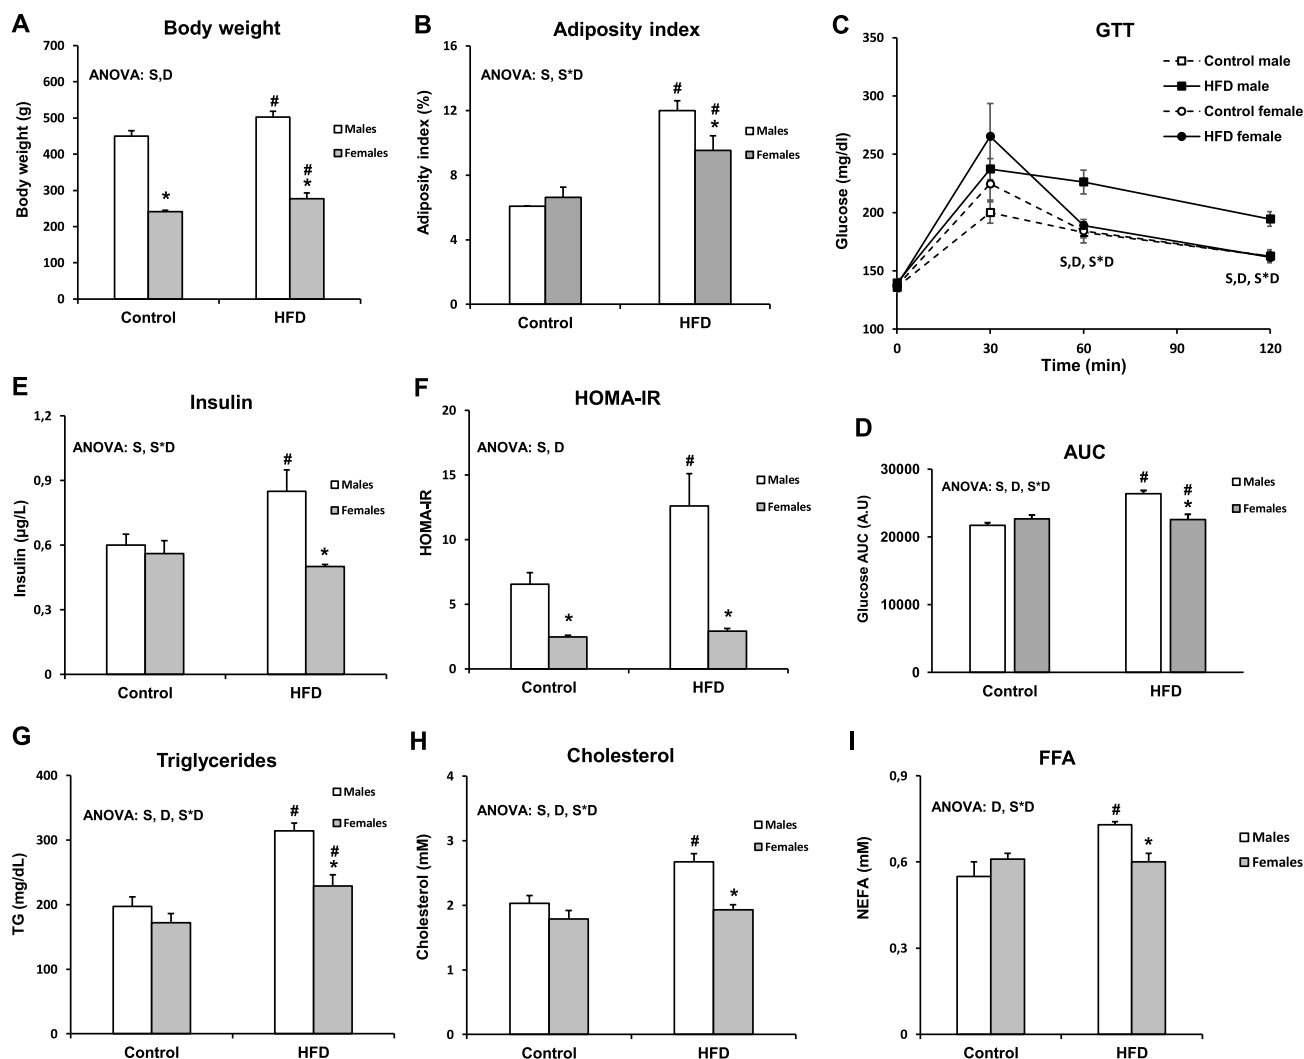 A
Body weight
700
600
500
400
300
200
100
0
Body weight (g)
ANOVA: S,D
*
#
#
*
Males
Females
Control
HFD
B
Adiposity index
16
12
8
4
0
Adiposity index (%)
ANOVA: S, S*D
#
#
*
Males
Females
Control
HFD
C
GTT
350
300
250
200
150
100
Glucose (mg/dl)
Control male
HFD male
Control female
HFD female
S,D, S*D
S,D, S*D
0
30
60
90
120
Time (min)
E
Insulin
1,2
0,9
0,6
0,3
0
Insulin (µg/L)
ANOVA: S, S*D
#
*
Males
Females
Control
HFD
F
HOMA-IR
20
15
10
5
0
HOMA-IR
ANOVA: S, D
*
#
*
Males
Females
Control
HFD
D
AUC
30000
20000
10000
0
Glucose AUC (A.U)
ANOVA: S, D, S*D
#
#
*
Males
Females
Control
HFD
G
Triglycerides
400
300
200
100
0
TG (mg/dL)
ANOVA: S, D, S*D
#
#
*
Males
Females
Control
HFD
H
Cholesterol
4
3
2
1
0
Cholesterol (mM)
ANOVA: S, D, S*D
#
*
Males
Females
Control
HFD
I
FFA
0,9
0,6
0,3
0
NEFA (mM)
ANOVA: D, S*D
#
*
Males
Females
Control
HFD